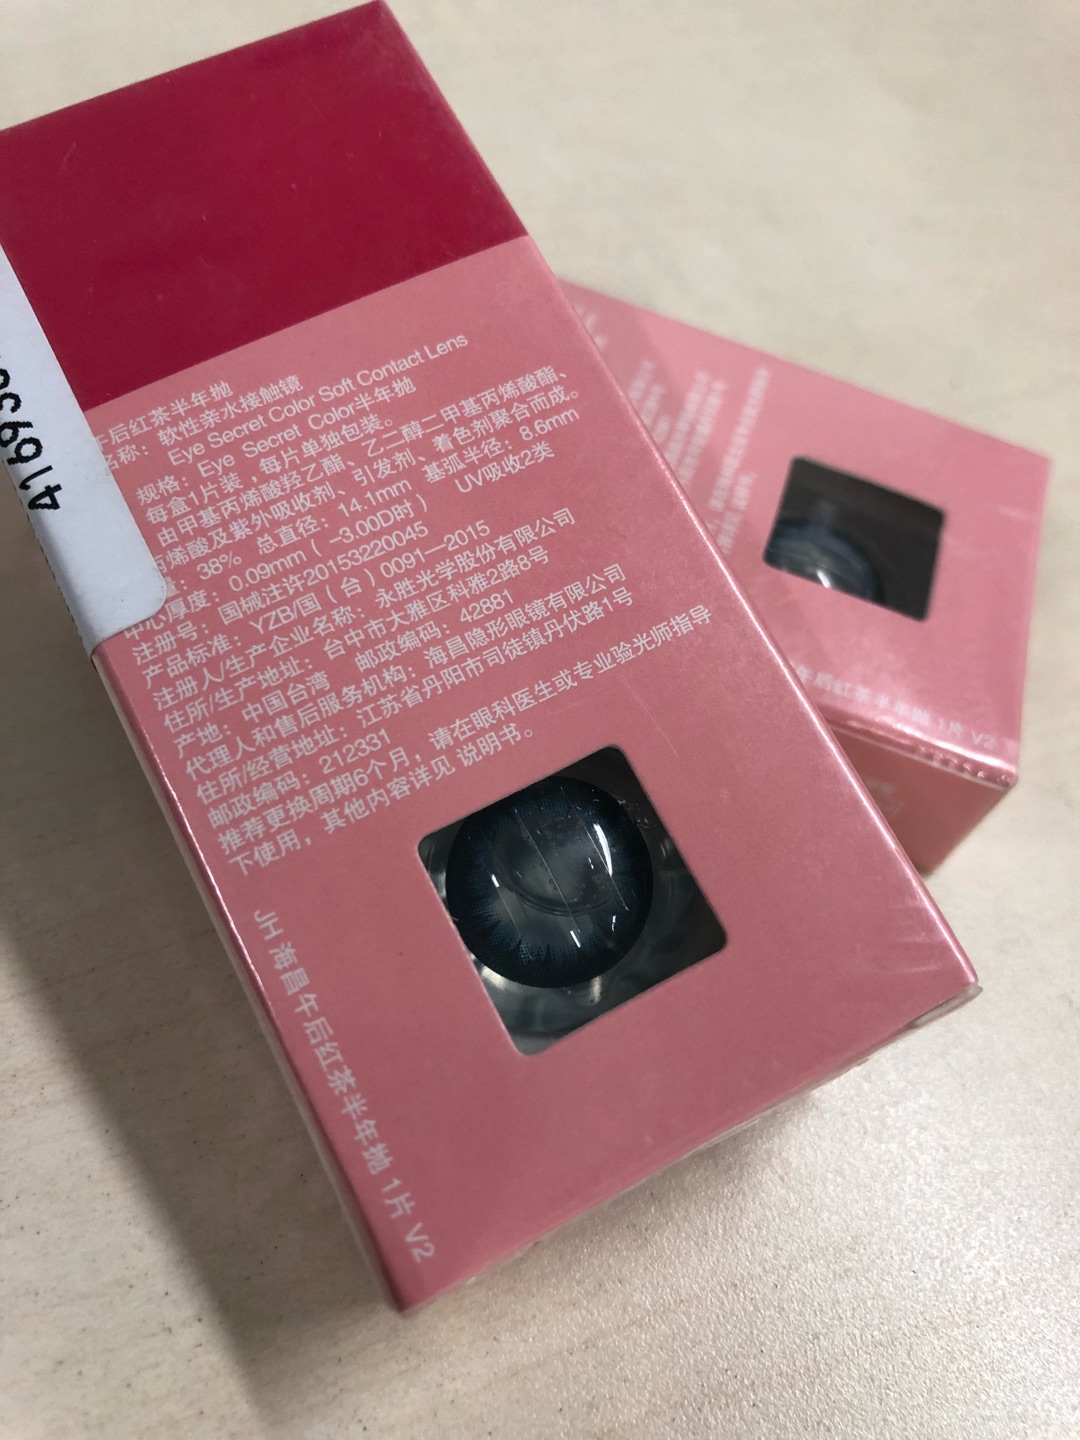 午后红茶半年抛
名称：软性亲水接触镜
Eye Secret Color Soft Contact Lens
规格：Eye Secret Color半年抛
每盒1片装，每片单独包装。
由甲基丙烯酸羟乙酯、乙二醇二甲基丙烯酸酯、
丙烯酸及紫外吸收剂、引发剂、着色剂聚合而成。
38% 总直径：14.1mm 基弧半径：8.6mm
中心厚度：0.09mm（-3.00D时） UV吸收2类
注册号：国械注许20153220045
产品标准：YZB/国（台）0091—2015
注册人/生产企业名称：永胜光学股份有限公司
住所/生产地址：台中市大雅区科雅2路8号
产地：中国台湾 邮政编码：42881
代理人和售后服务机构：海昌隐形眼镜有限公司
住所/经营地址：江苏省丹阳市司徒镇丹伏路1号
邮政编码：212331
推荐更换周期6个月，请在眼科医生或专业验光师指导
下使用，其他内容详见 说明书。
JH 海昌午后红茶半年抛 1片 V2
午后红茶半年抛 1片 V2